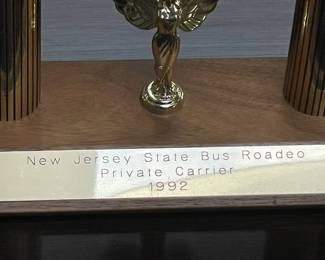 New Jersey State Bus Roadeo
Private Carrier
1992